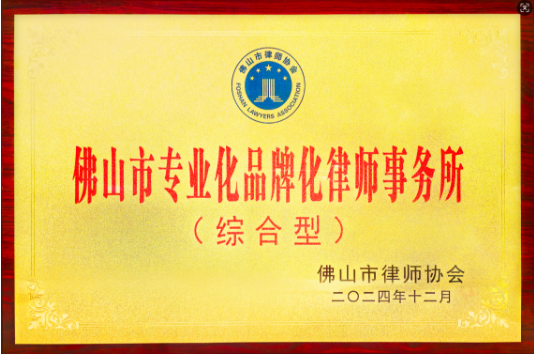 佛山市律师协会
FOSHAN LAWYERS ASSOCIATION
佛山市专业化品牌化律师事务所
（综合型）
佛山市律师协会
二〇二四年十二月